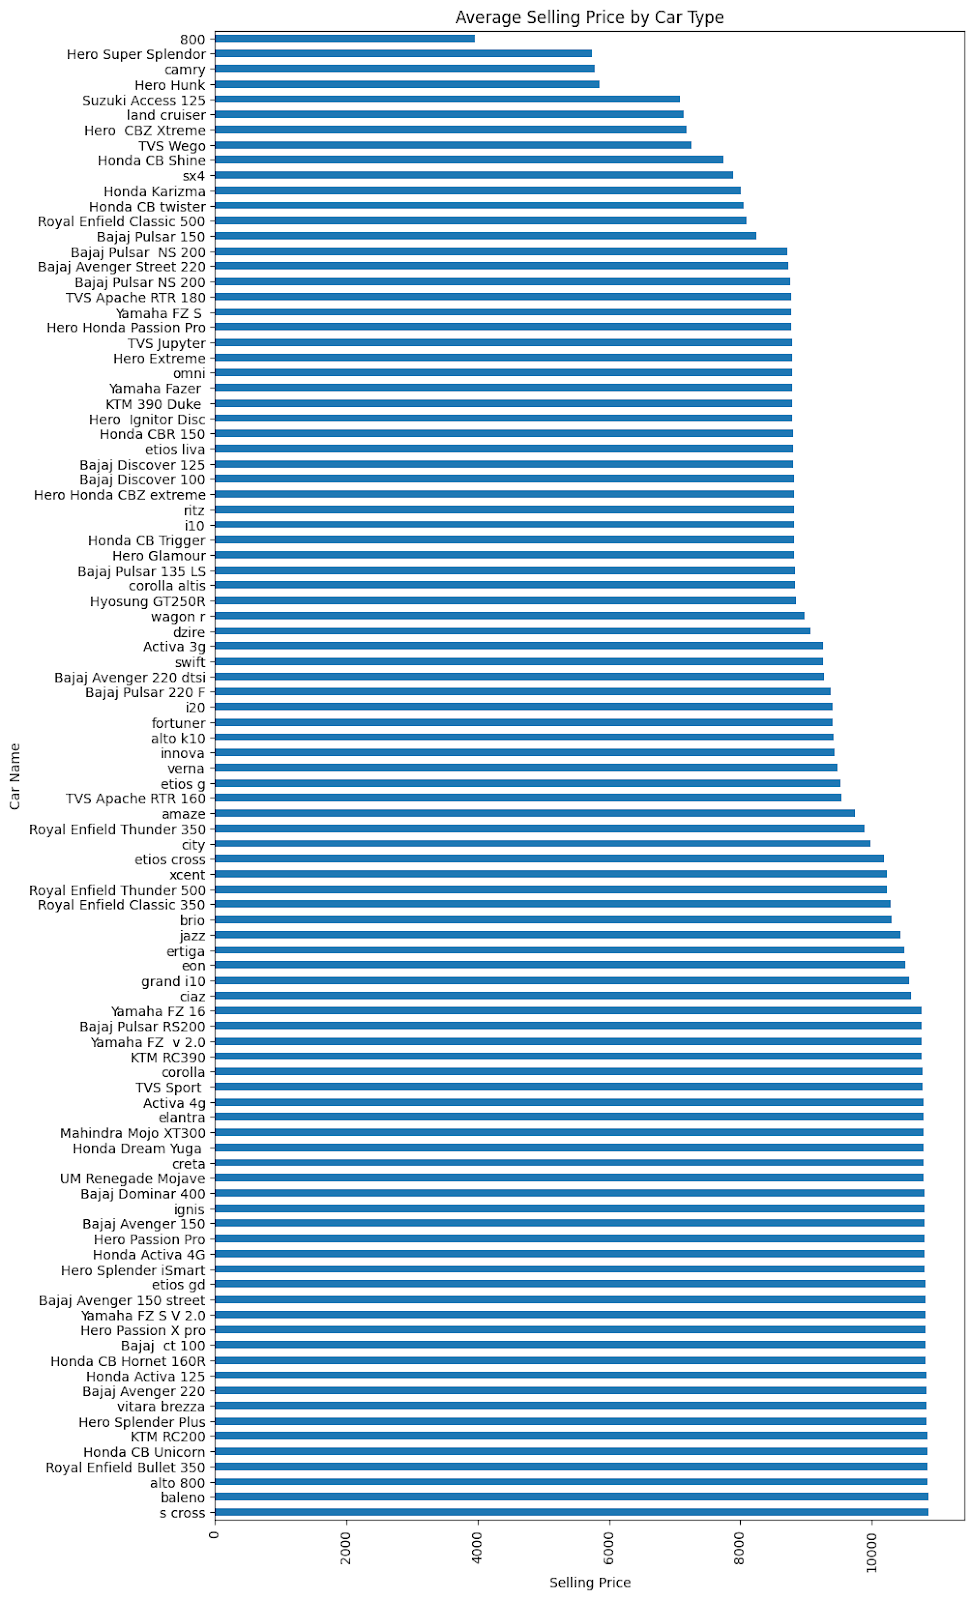 Average Selling Price by Car Type
800
Hero Super Splendor
camry
Hero Hunk
Suzuki Access 125
land cruiser
Hero  CBZ Xtreme
TVS Wego
Honda CB Shine
sx4
Honda Karizma
Honda CB twister
Royal Enfield Classic 500
Bajaj Pulsar 150
Bajaj Pulsar  NS 200
Bajaj Avenger Street 220
Bajaj Pulsar NS 200
TVS Apache RTR 180
Yamaha FZ S
Hero Honda Passion Pro
TVS Jupyter
Hero Extreme
omni
Yamaha Fazer
KTM 390 Duke
Hero  Ignitor Disc
Honda CBR 150
etios liva
Bajaj Discover 125
Bajaj Discover 100
Hero Honda CBZ extreme
ritz
i10
Honda CB Trigger
Hero Glamour
Bajaj Pulsar 135 LS
corolla altis
Hyosung GT250R
wagon r
dzire
Activa 3g
swift
Bajaj Avenger 220 dtsi
Bajaj Pulsar 220 F
i20
fortuner
alto k10
innova
verna
etios g
TVS Apache RTR 160
amaze
Royal Enfield Thunder 350
city
etios cross
xcent
Royal Enfield Thunder 500
Royal Enfield Classic 350
brio
jazz
ertiga
eon
grand i10
ciaz
Yamaha FZ 16
Bajaj Pulsar RS200
Yamaha FZ  v 2.0
KTM RC390
corolla
TVS Sport
Activa 4g
elantra
Mahindra Mojo XT300
Honda Dream Yuga
creta
UM Renegade Mojave
Bajaj Dominar 400
ignis
Bajaj Avenger 150
Hero Passion Pro
Honda Activa 4G
Hero Splender iSmart
etios gd
Bajaj Avenger 150 street
Yamaha FZ S V 2.0
Hero Passion X pro
Bajaj  ct 100
Honda CB Hornet 160R
Honda Activa 125
Bajaj Avenger 220
vitara brezza
Hero Splender Plus
KTM RC200
Honda CB Unicorn
Royal Enfield Bullet 350
alto 800
baleno
s cross
Car Name
0
2000
4000
6000
8000
10000
Selling Price